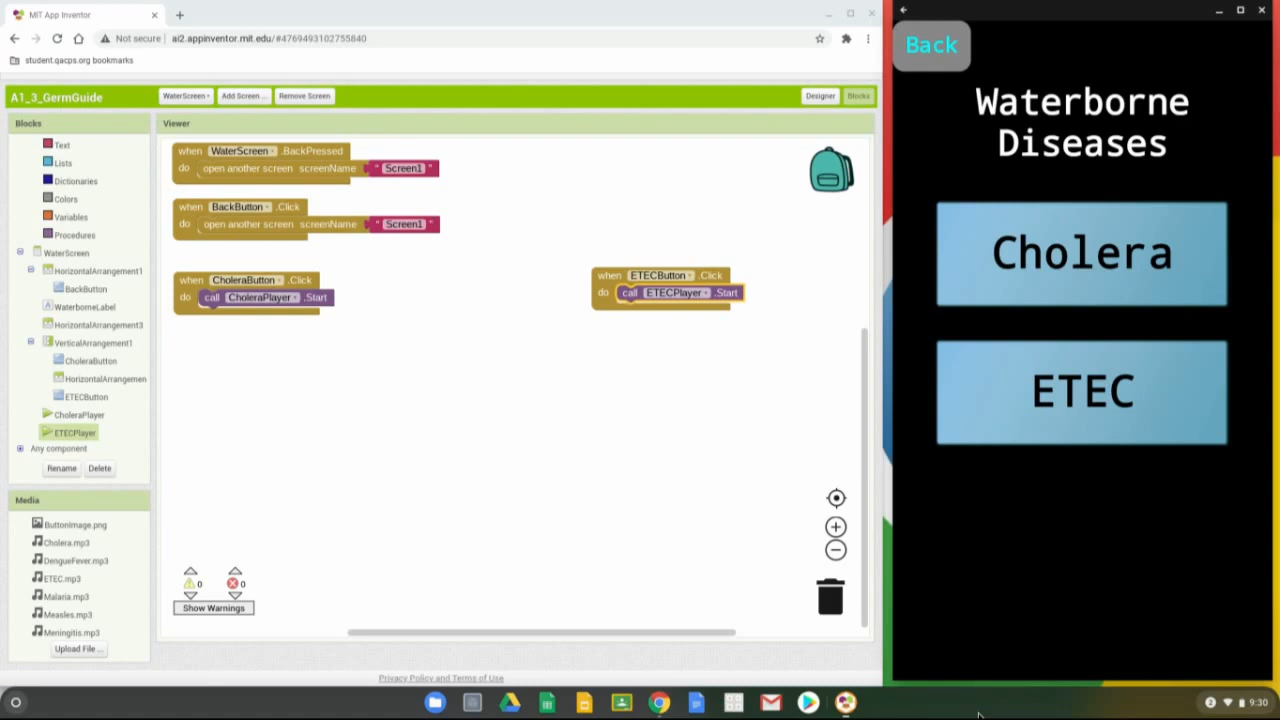 MIT App Inventor
Not secure
ai2.appinventor.mit.edu/#4769493102755840
student.qacps.org bookmarks
A1_3_GermGuide
WaterScreen
Add Screen ...
Remove Screen
Designer
Blocks
Blocks
Text
Lists
Dictionaries
Colors
Variables
Procedures
WaterScreen
HorizontalArrangement1
BackButton
WaterborneLabel
HorizontalArrangement3
VerticalArrangement1
CholeraButton
HorizontalArrangemen
ETECButton
CholeraPlayer
ETECPlayer
Any component
Rename
Delete
Media
ButtonImage.png
Cholera.mp3
DengueFever.mp3
ETEC.mp3
Malaria.mp3
Measles.mp3
Meningitis.mp3
Upload File ...
Viewer
when WaterScreen .BackPressed
do open another screen screenName " Screen1 "
when BackButton .Click
do open another screen screenName " Screen1 "
when CholeraButton .Click
do call CholeraPlayer .Start
when ETECButton .Click
do call ETECPlayer .Start
0
0
Show Warnings
Privacy Policy and Terms of Use
Back
Waterborne
Diseases
Cholera
ETEC
2
9:30